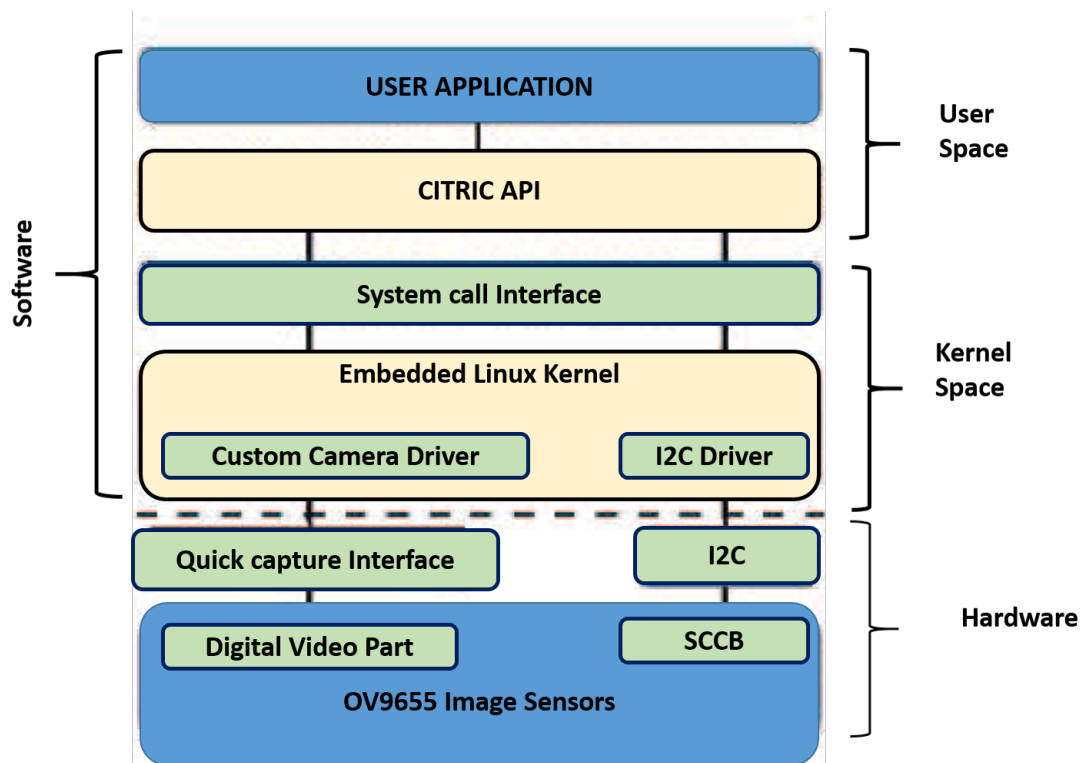 USER APPLICATION
User
Space
CITRIC API
Software
System call Interface
Kernel
Space
Embedded Linux Kernel
Custom Camera Driver
I2C Driver
Quick capture Interface
I2C
Hardware
Digital Video Part
SCCB
OV9655 Image Sensors